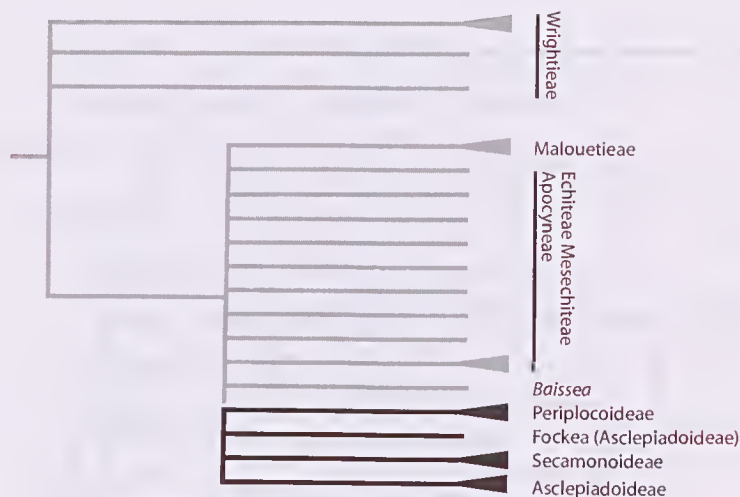 Wrightieae
Malouetieae
Echiteae Mesechiteae
Apocyneae
Baissea
Periplocoideae
Fockea (Asclepiadoideae)
Secamonoideae
Asclepiadoideae